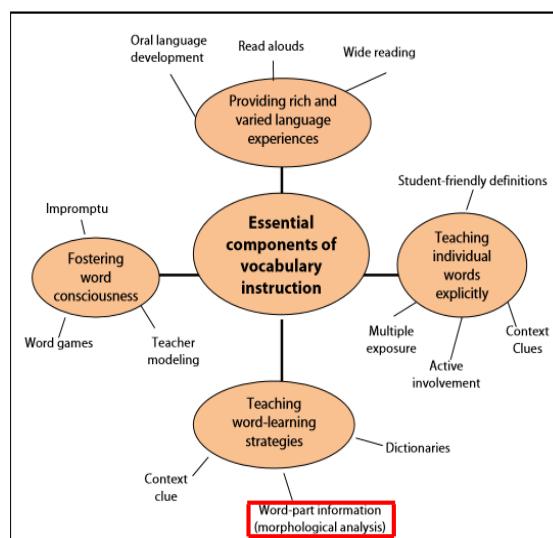 Oral language
development
Read alouds
Wide reading
Providing rich and
varied language
experiences
Student-friendly definitions
Impromptu
Essential
components of
vocabulary
instruction
Teaching
individual
words
explicitly
Fostering
word
consciousness
Word games
Teacher
modeling
Multiple
exposure
Active
involvement
Context
Clues
Teaching
word-learning
strategies
Dictionaries
Context
clue
Word-part information
(morphological analysis)